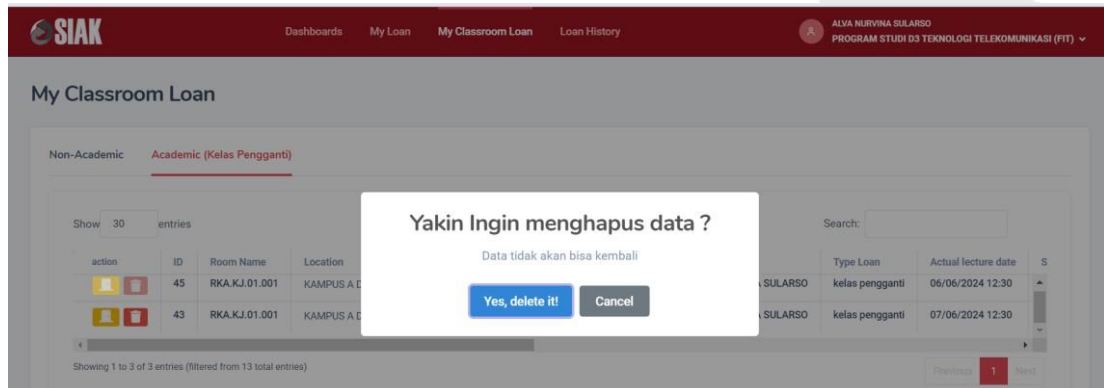 SIAK
Dashboards My Loan My Classroom Loan Loan History
ALVA NURVINA SULARSO
PROGRAM STUDI D3 TEKNOLOGI TELEKOMUNIKASI (FIT)
My Classroom Loan
Non-Academic Academic (Kelas Pengganti)
Show 30 entries
Search:
Yakin Ingin menghapus data ?
Data tidak akan bisa kembali
Yes, delete it! Cancel
action ID Room Name Location Type Loan Actual lecture date S
45 RKA.KJ.01.001 KAMPUS A D SULARSO kelas pengganti 06/06/2024 12:30
43 RKA.KJ.01.001 KAMPUS A D SULARSO kelas pengganti 07/06/2024 12:30
Showing 1 to 3 of 3 entries (filtered from 13 total entries)
Previous 1 Next